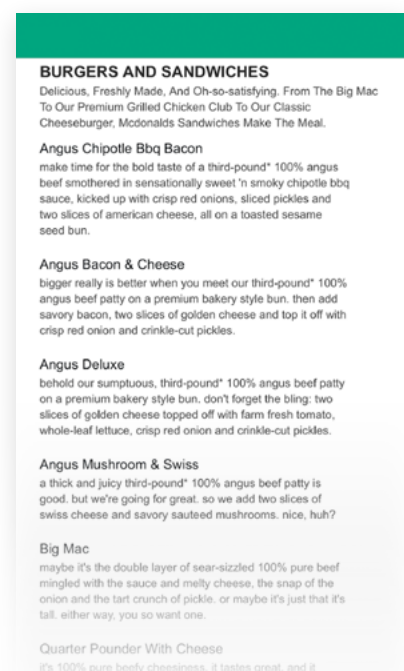 BURGERS AND SANDWICHES
Delicious, Freshly Made, And Oh-so-satisfying. From The Big Mac
To Our Premium Grilled Chicken Club To Our Classic
Cheeseburger, Mcdonalds Sandwiches Make The Meal.
Angus Chipotle Bbq Bacon
make time for the bold taste of a third-pound* 100% angus
beef smothered in sensationally sweet 'n smoky chipotle bbq
sauce, kicked up with crisp red onions, sliced pickles and
two slices of american cheese, all on a toasted sesame
seed bun.
Angus Bacon & Cheese
bigger really is better when you meet our third-pound* 100%
angus beef patty on a premium bakery style bun. then add
savory bacon, two slices of golden cheese and top it off with
crisp red onion and crinkle-cut pickles.
Angus Deluxe
behold our sumptuous, third-pound* 100% angus beef patty
on a premium bakery style bun. don't forget the bling: two
slices of golden cheese topped off with farm fresh tomato,
whole-leaf lettuce, crisp red onion and crinkle-cut pickles.
Angus Mushroom & Swiss
a thick and juicy third-pound* 100% angus beef patty is
good. but we're going for great. so we add two slices of
swiss cheese and savory sauteed mushrooms. nice, huh?
Big Mac
maybe it's the double layer of sear-sizzled 100% pure beef
mingled with the sauce and melty cheese, the snap of the
onion and the tart crunch of pickle. or maybe it's just that it's
tall. either way, you so want one.
Quarter Pounder With Cheese
it's 100% pure beefy cheesiness. it tastes great. and it